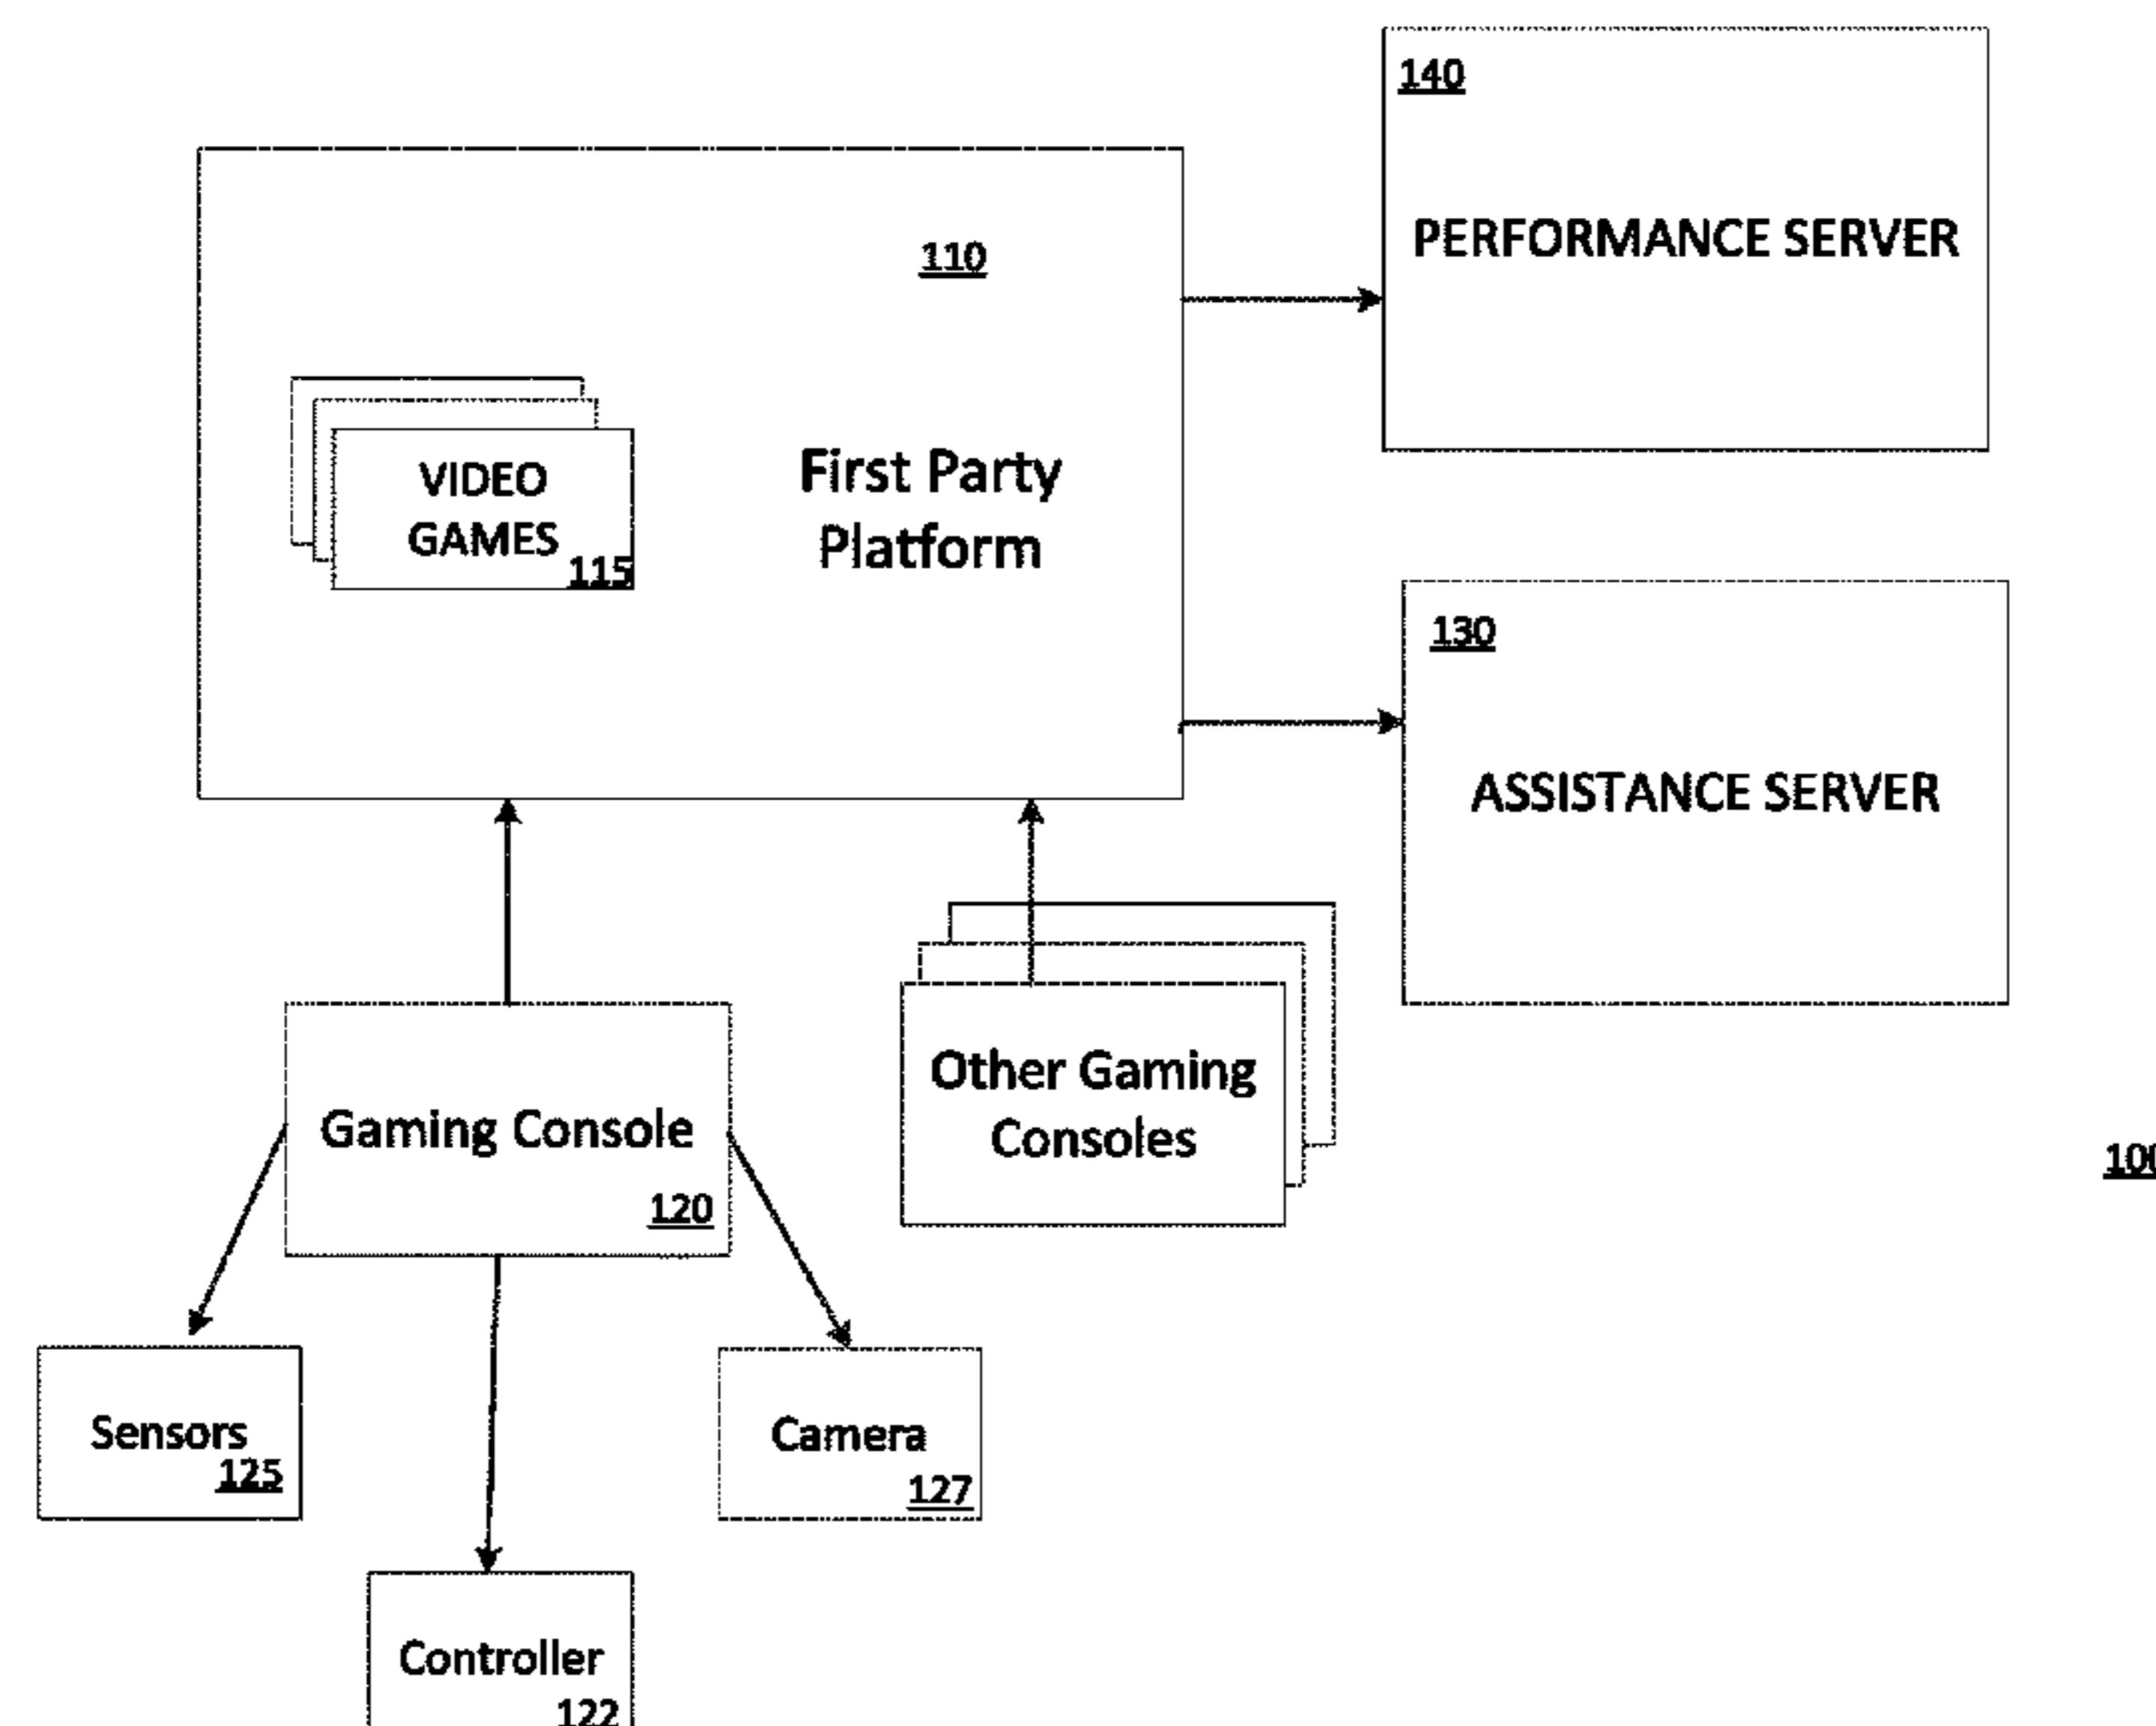 140
PERFORMANCE SERVER
110
VIDEO
GAMES
115
First Party
Platform
130
ASSISTANCE SERVER
Gaming Console
120
Other Gaming
Consoles
100
Sensors
125
Camera
127
Controller
122